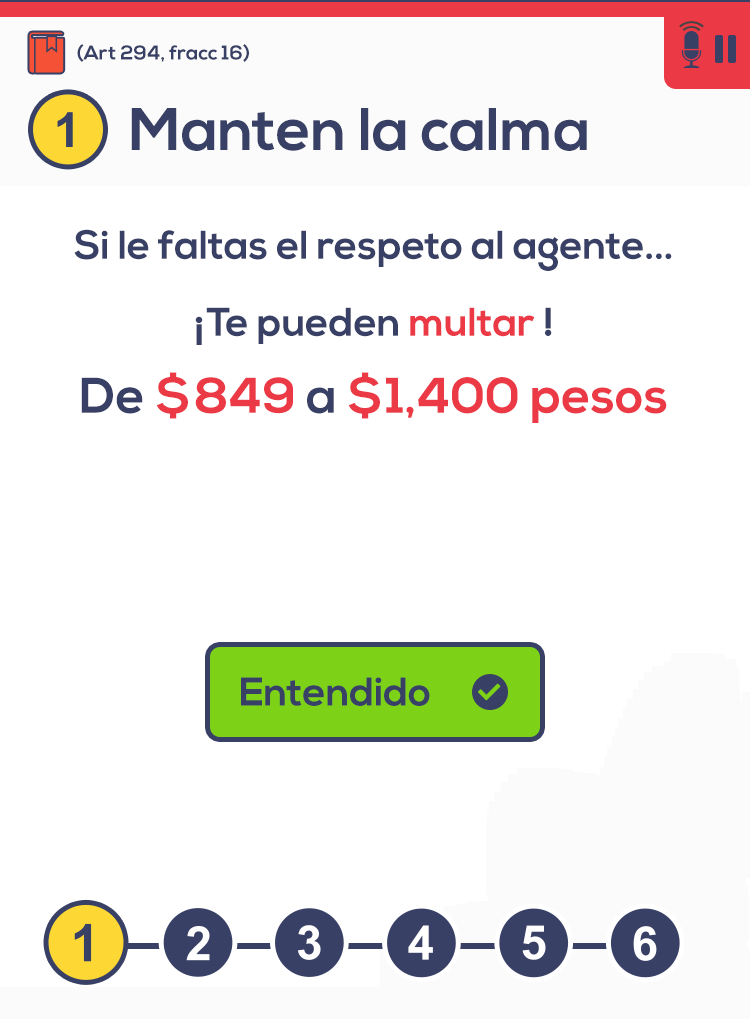 (Art 294, fracc 16)
1 Manten la calma
Si le faltas el respeto al agente...
¡Te pueden multar !
De $849 a $1,400 pesos
Entendido
1 2 3 4 5 6